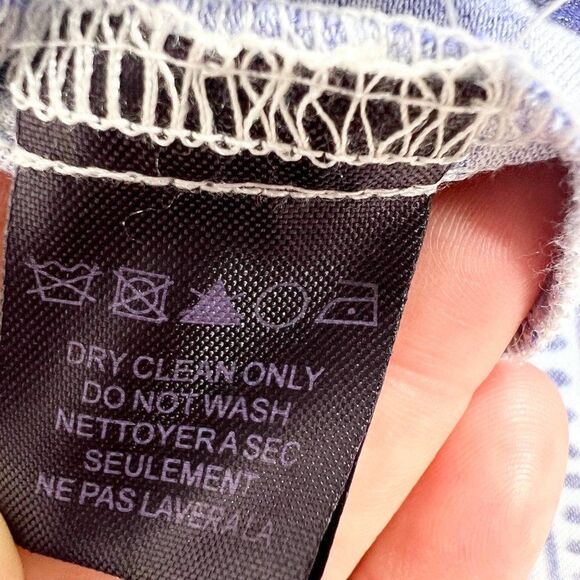 DRY CLEAN ONLY
DO NOT WASH
NETTOYER A SEC
SEULEMENT
NE PAS LAVER A LA